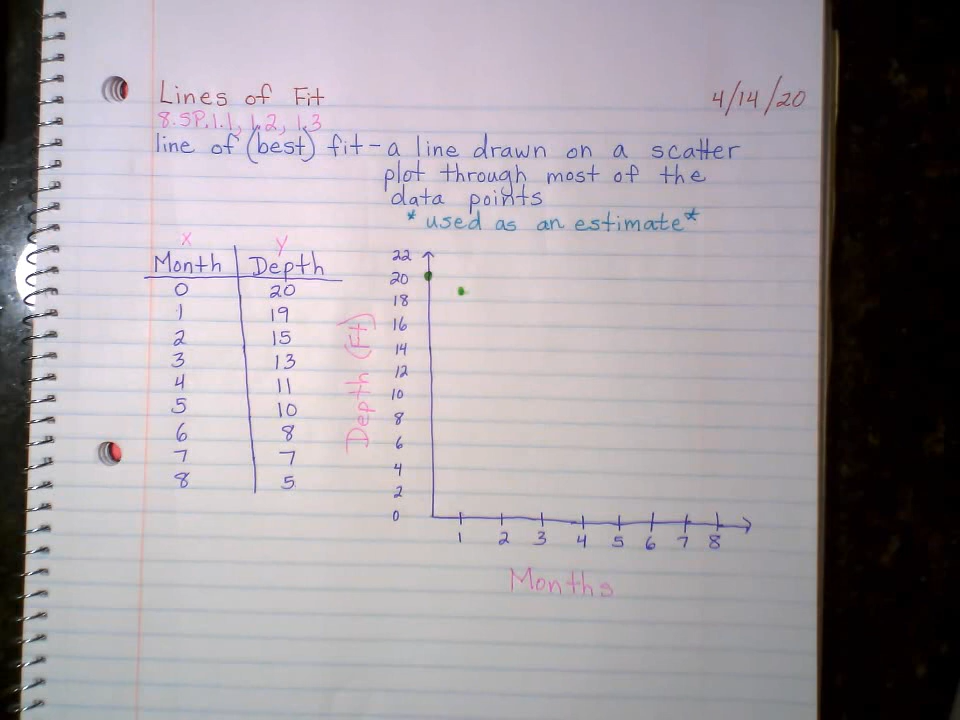 Lines of Fit 4/14/20
8.SP.1.1, 1.2, 1.3
line of (best) fit - a line drawn on a scatter
plot through most of the
data points
*used as an estimate*
x y
Month Depth
0 20
1 19
2 15
3 13
4 11
5 10
6 8
7 7
8 5
Depth (Ft)
22
20
18
16
14
12
10
8
6
4
2
0
1 2 3 4 5 6 7 8
Months